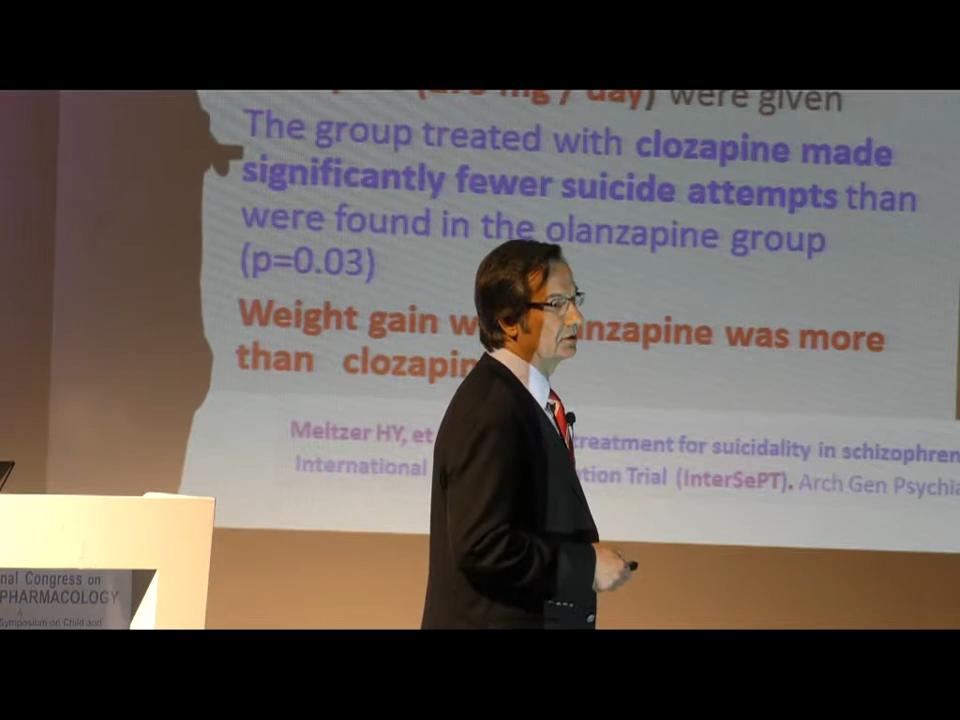 mg / day) were given
The group treated with clozapine made
significantly fewer suicide attempts than
were found in the olanzapine group
(p=0.03)
Weight gain was more
than clozapin
Meltzer HY, et treatment for suicidality in schizophren
International tion Trial (InterSePT). Arch Gen Psychia
nal Congress on
PHARMACOLOGY
&
Symposium on Child and